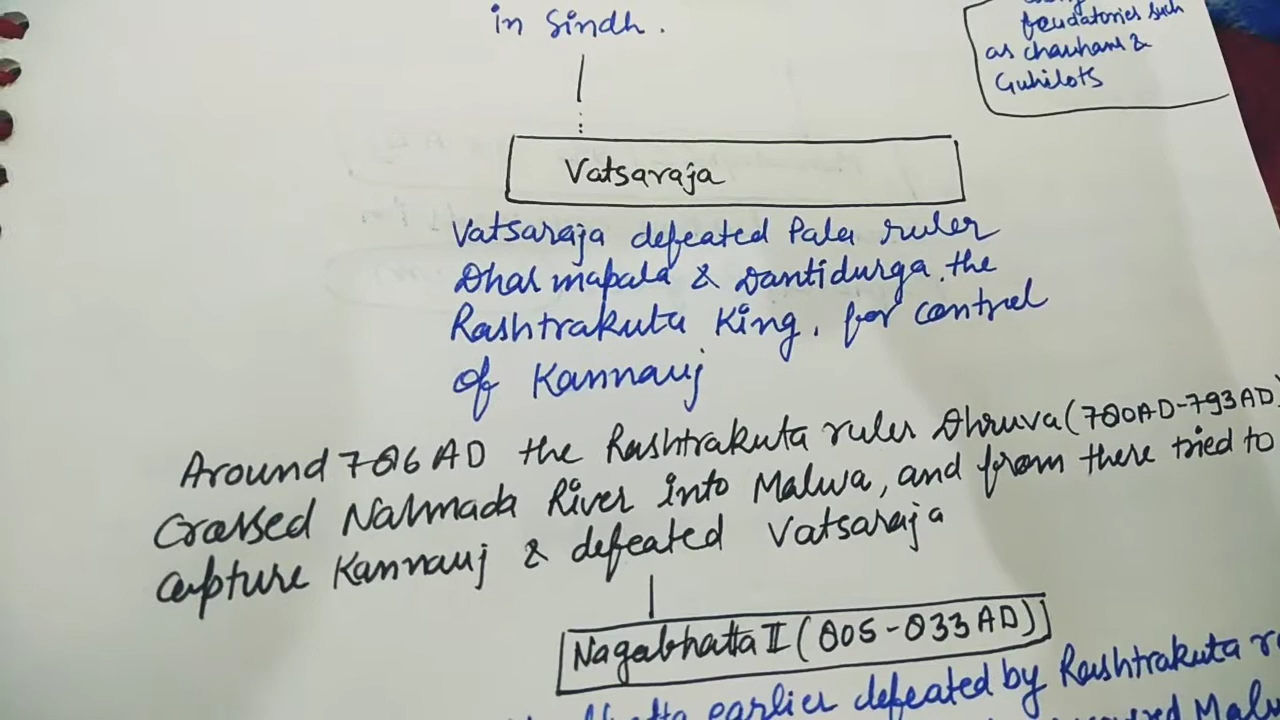 in Sindh.
feudatories such
as chauhans &
Guhilots
Vatsaraja
Vatsaraja defeated Pala ruler
Dharmapala & Dantidurga, the
Rashtrakuta King, for control
of Kannauj
Around 786 AD the Rashtrakuta ruler Dhruva (780AD-793AD)
Crossed Narmada River into Malwa, and from there tried to
capture Kannauj & defeated Vatsaraja
Nagabhatta II (805-833AD)
earlier defeated by Rashtrakuta